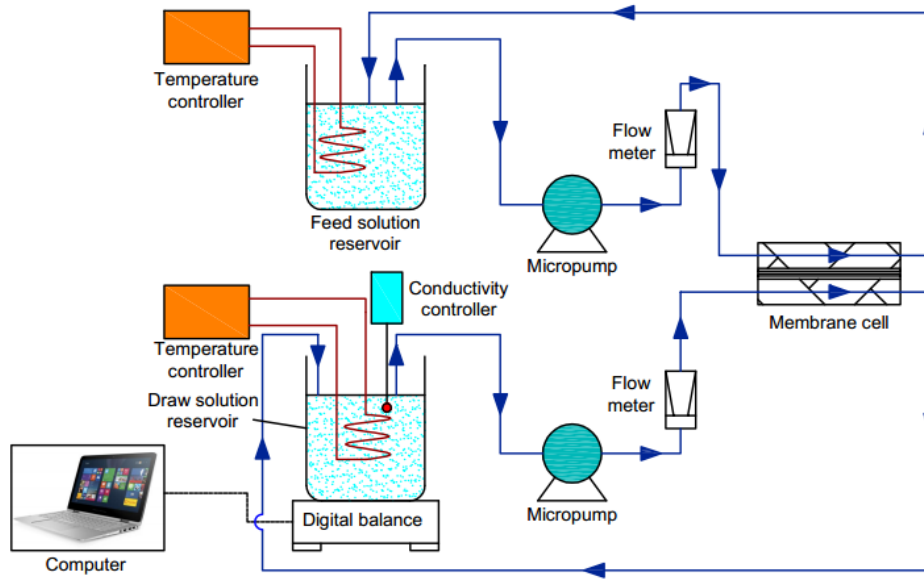 Temperature
controller
Feed solution
reservoir
Flow
meter
Micropump
Membrane cell
Conductivity
controller
Temperature
controller
Draw solution
reservoir
Flow
meter
Micropump
Digital balance
Computer